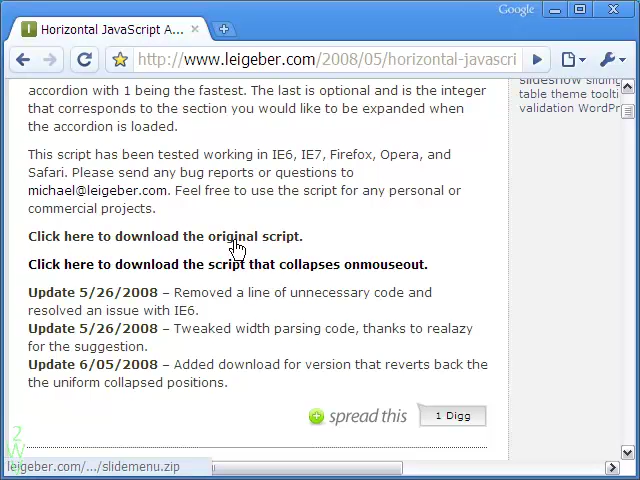 Google
Horizontal JavaScript A...
http://www.leigeber.com/2008/05/horizontal-javascri
accordion with 1 being the fastest. The last is optional and is the integer
that corresponds to the section you would like to be expanded when
the accordion is loaded.
This script has been tested working in IE6, IE7, Firefox, Opera, and
Safari. Please send any bug reports or questions to
michael@leigeber.com. Feel free to use the script for any personal or
commercial projects.
Click here to download the original script.
Click here to download the script that collapses onmouseout.
Update 5/26/2008 – Removed a line of unnecessary code and
resolved an issue with IE6.
Update 5/26/2008 – Tweaked width parsing code, thanks to realazy
for the suggestion.
Update 6/05/2008 – Added download for version that reverts back the
the uniform collapsed positions.
spread this
1 Digg
slideshow sliding
table theme toolti
validation WordPr
2
W
leigeber.com/.../slidemenu.zip